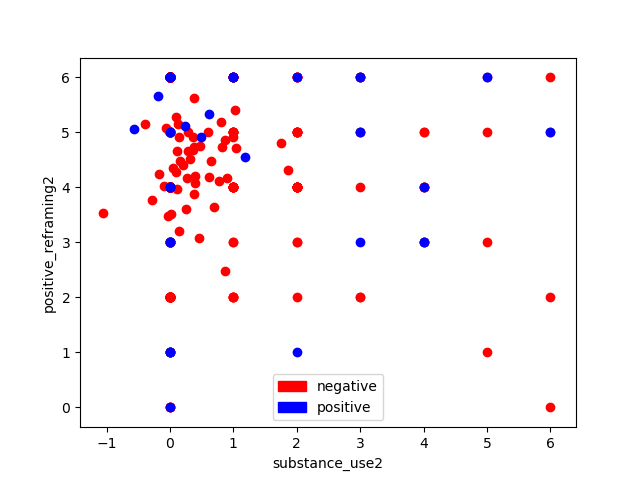 positive_reframing2
6
5
4
3
2
1
0
negative
positive
−1 0 1 2 3 4 5 6
substance_use2